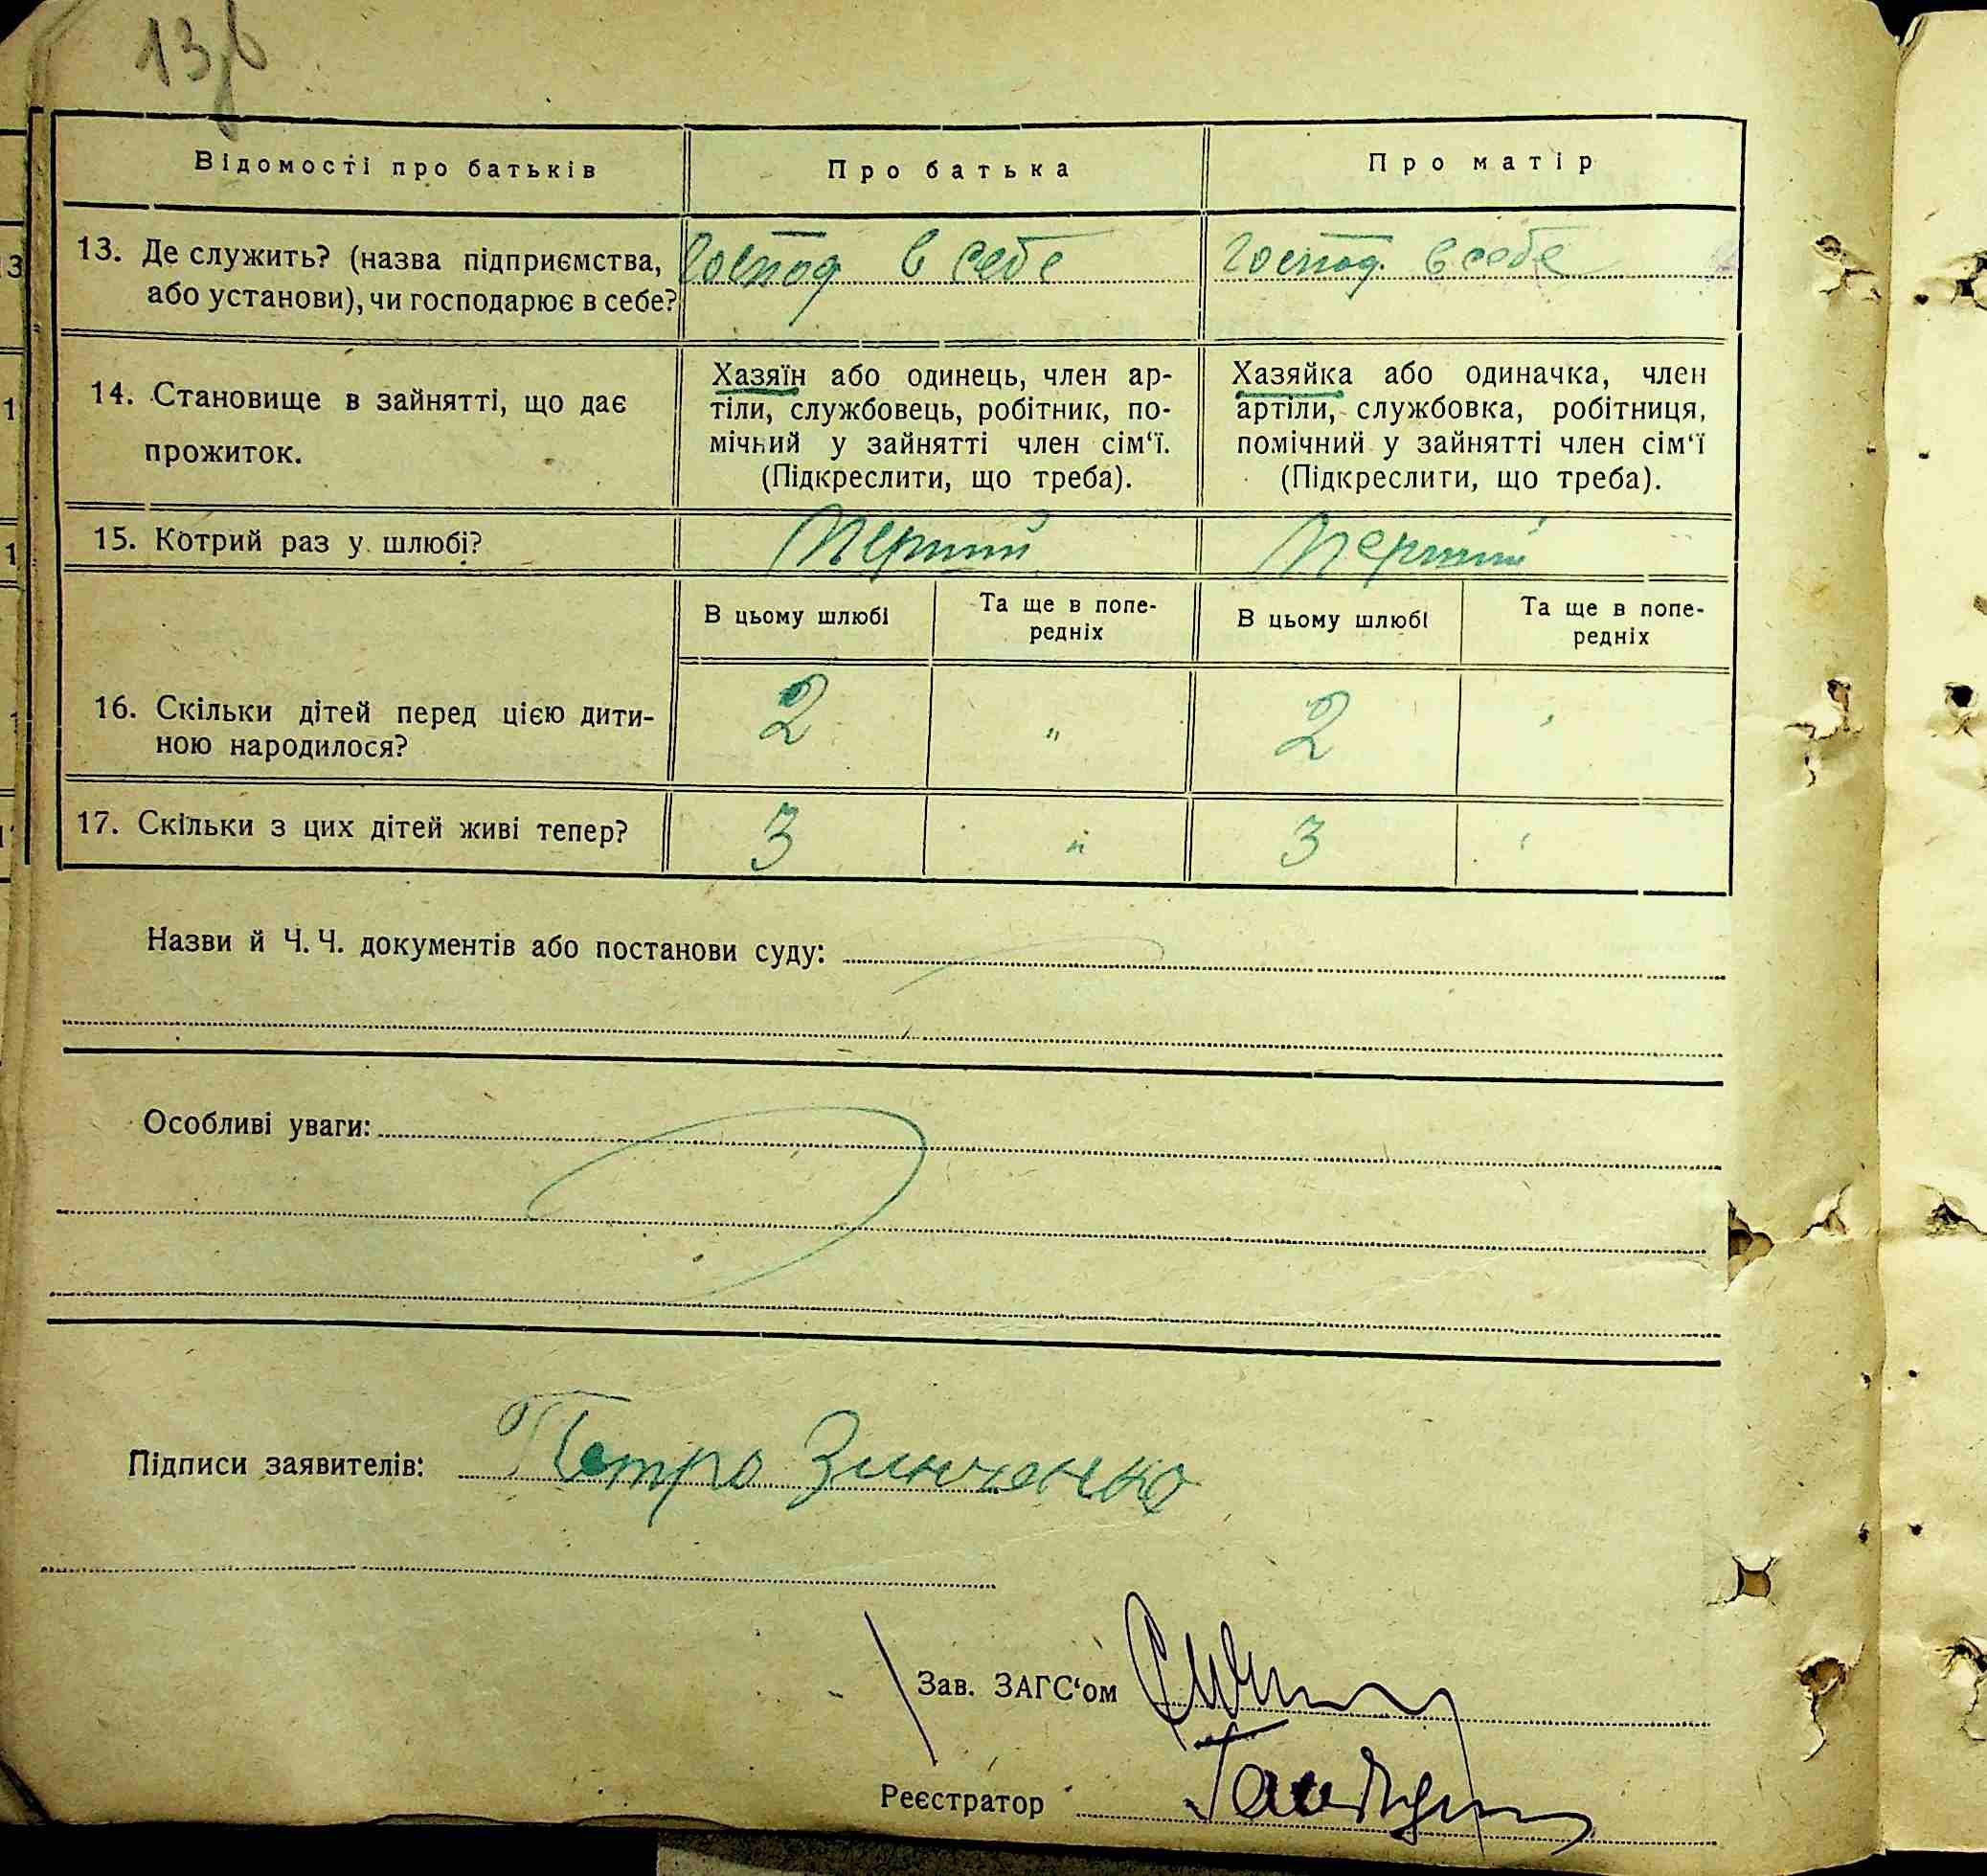 Відомості про батьків Про батька Про матір
13. Де служить? (назва підприємства, Господ в себе Господ. в себе
або установи), чи господарює в себе?
14. Становище в зайнятті, що дає
прожиток.
Хазяїн або одинець, член ар-
тіли, службовець, робітник, по-
мічний у зайнятті член сім‘ї.
(Підкреслити, що треба).
Хазяйка або одиначка, член
артіли, службовка, робітниця,
помічний у зайнятті член сім‘ї
(Підкреслити, що треба).
15. Котрий раз у шлюбі? Перший Перший
В цьому шлюбі
Та ще в попе-
редніх
В цьому шлюбі
Та ще в попе-
редніх
16. Скільки дітей перед цією дити- 2 " 2 '
ною народилося?
17. Скільки з цих дітей живі тепер? 3 " 3 '
Назви й Ч. Ч. документів або постанови суду:
Особливі уваги:
Підписи заявителів: Петро Зинченко
Зав. ЗАГС‘ом
Реєстратор